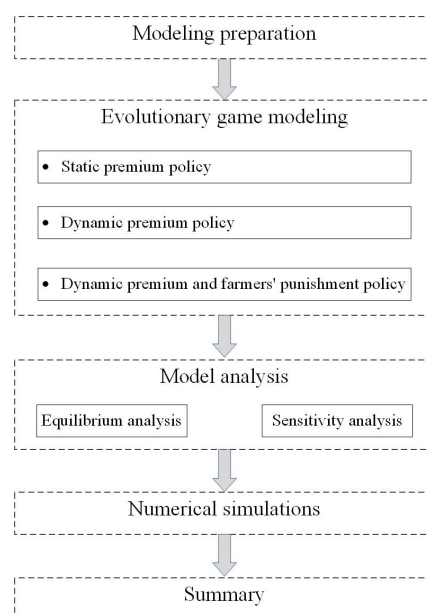 Modeling preparation
Evolutionary game modeling
• Static premium policy
• Dynamic premium policy
• Dynamic premium and farmers' punishment policy
Model analysis
Equilibrium analysis
Sensitivity analysis
Numerical simulations
Summary